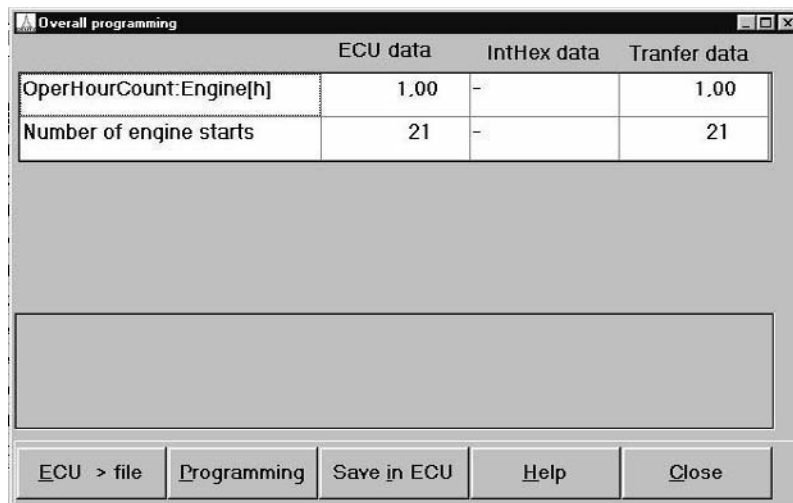 Overall programming
ECU data IntHex data Tranfer data
OperHourCount:Engine[h] 1,00 - 1,00
Number of engine starts 21 - 21
ECU > file Programming Save in ECU Help Close